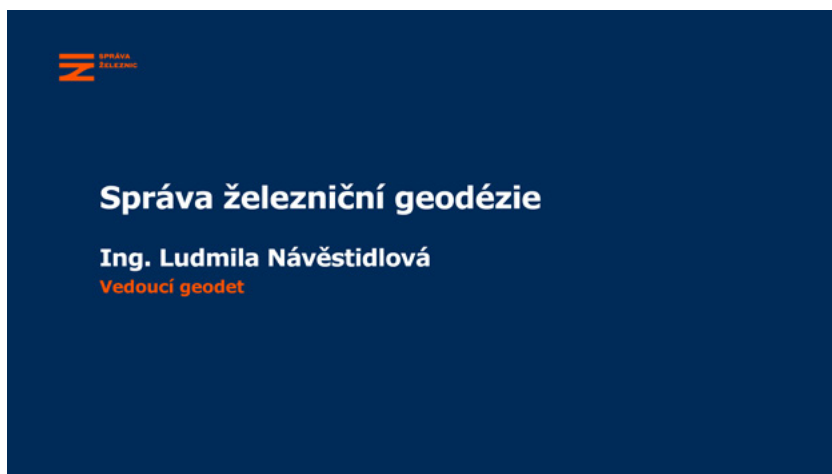 SPRÁVA
ŽELEZNIC
Správa železniční geodézie
Ing. Ludmila Návěstidlová
Vedoucí geodet